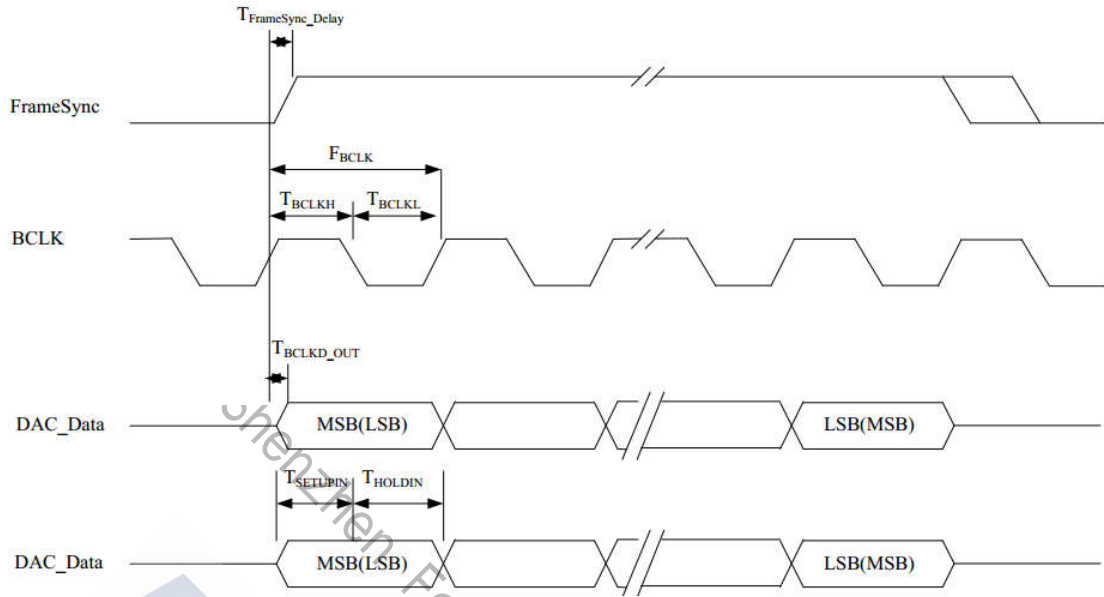 TFrameSync_Delay
FrameSync
FBCLK
TBCLKH TBCLKL
BCLK
TBCLKD_OUT
DAC_Data MSB(LSB) LSB(MSB)
TSETUPIN THOLDIN
DAC_Data MSB(LSB) LSB(MSB)
Shenzhen